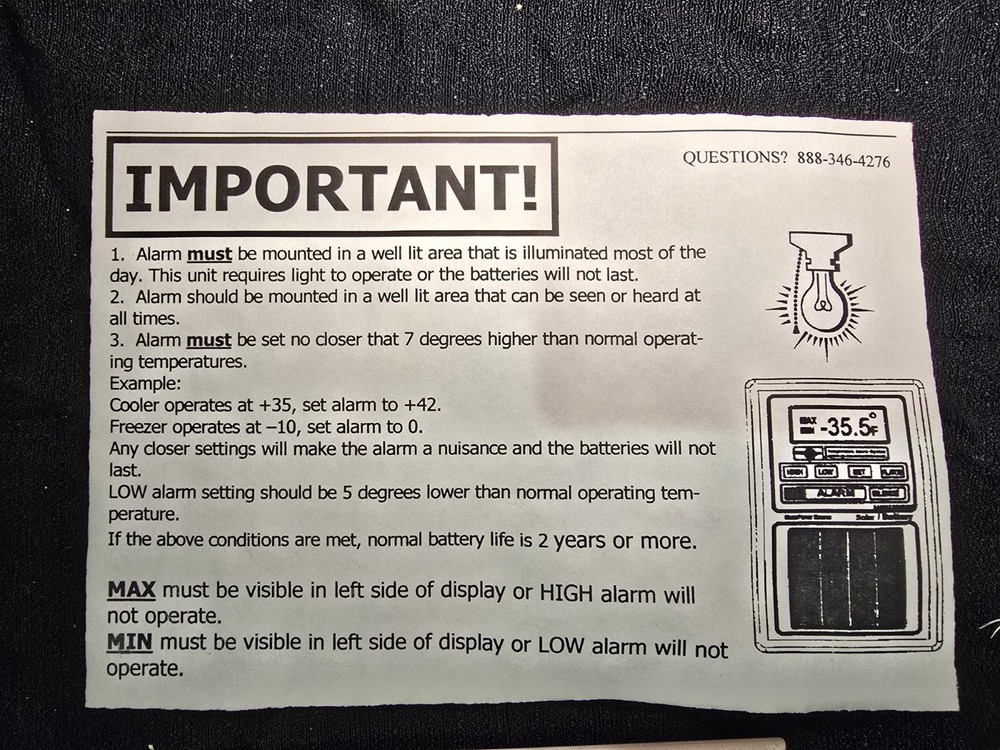 IMPORTANT!
QUESTIONS? 888-346-4276
1. Alarm must be mounted in a well lit area that is illuminated most of the
day. This unit requires light to operate or the batteries will not last.
2. Alarm should be mounted in a well lit area that can be seen or heard at
all times.
3. Alarm must be set no closer that 7 degrees higher than normal operat-
ing temperatures.
Example:
Cooler operates at +35, set alarm to +42.
Freezer operates at –10, set alarm to 0.
Any closer settings will make the alarm a nuisance and the batteries will not
last.
LOW alarm setting should be 5 degrees lower than normal operating tem-
perature.
If the above conditions are met, normal battery life is 2 years or more.
MAX must be visible in left side of display or HIGH alarm will
not operate.
MIN must be visible in left side of display or LOW alarm will not
operate.
MAX
MIN -35.5°F
HIGH LOW SET
ALARM